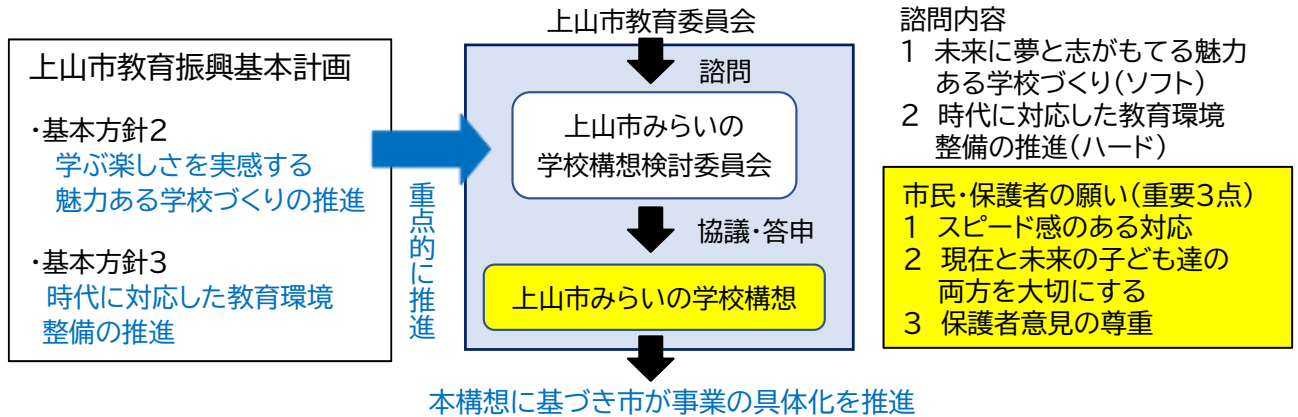 上山市教育振興基本計画
・基本方針2
学ぶ楽しさを実感する
魅力ある学校づくりの推進
・基本方針3
時代に対応した教育環境
整備の推進
重点的に推進
上山市教育委員会
諮問
上山市みらいの
学校構想検討委員会
協議・答申
上山市みらいの学校構想
本構想に基づき市が事業の具体化を推進
諮問内容
1 未来に夢と志がもてる魅力
ある学校づくり(ソフト)
2 時代に対応した教育環境
整備の推進(ハード)
市民・保護者の願い(重要3点)
1 スピード感のある対応
2 現在と未来の子ども達の
両方を大切にする
3 保護者意見の尊重